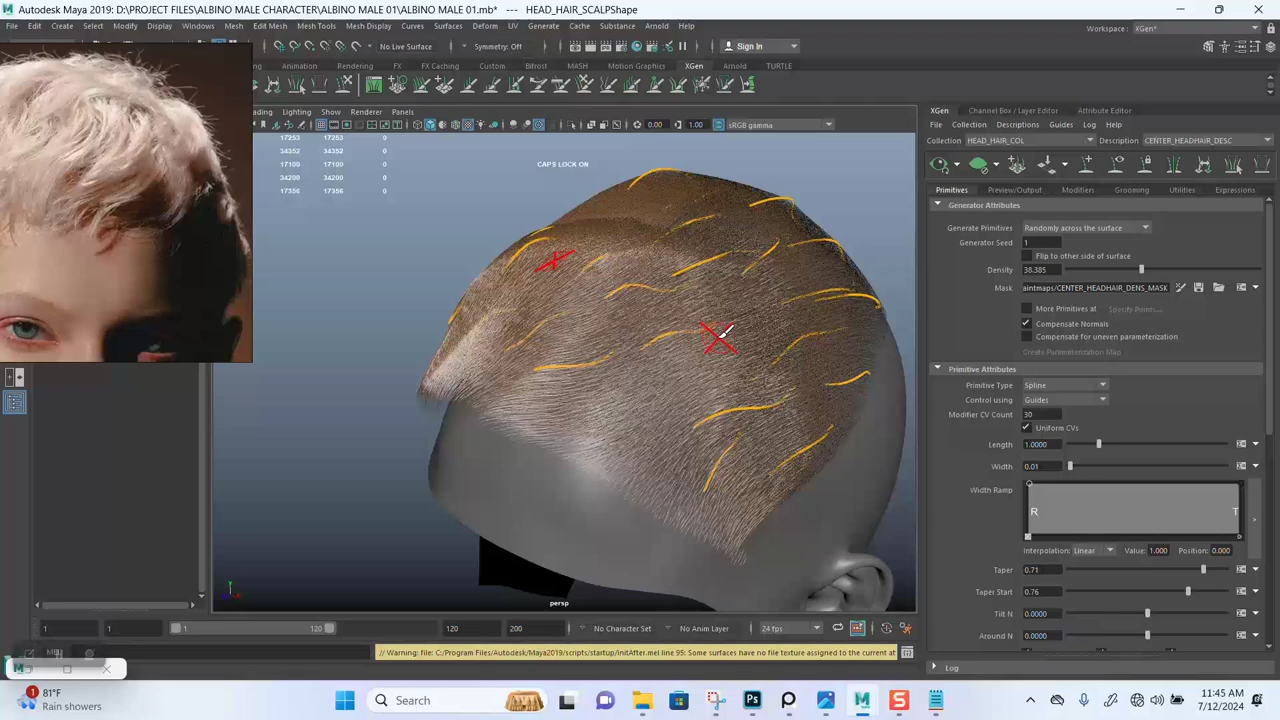 Autodesk Maya 2019: D:\PROJECT FILES\ALBINO MALE CHARACTER\ALBINO MALE 01\ALBINO MALE 01.mb* --- HEAD_HAIR_SCALPShape
File Edit Create Select Modify Display Windows Mesh Edit Mesh Mesh Tools Mesh Display Curves Surfaces Deform UV Generate Cache Substance Arnold Help
Workspace: XGen*
No Live Surface
Symmetry: Off
Sign In
Animation Rendering FX FX Caching Custom Bifrost MASH Motion Graphics XGen Arnold TURTLE
Lighting Show Renderer Panels
0.00 1.00 sRGB gamma
17253 17253 0
34352 34352 0
17109 17109 0
34200 34200 0
17356 17356 0
CAPS LOCK ON
persp
XGen Channel Box / Layer Editor Attribute Editor
File Collection Descriptions Guides Log Help
Collection HEAD_HAIR_COL Description CENTER_HEADHAIR_DESC
Primitives Preview/Output Modifiers Grooming Utilities Expressions
Generator Attributes
Generate Primitives Randomly across the surface
Generator Seed 1
Flip to other side of surface
Density 38.385
Mask aintmaps/CENTER_HEADHAIR_DENS_MASK
More Primitives at Specify Points...
Compensate Normals
Compensate for uneven parameterization
Create Parameterization Map
Primitive Attributes
Primitive Type Spline
Control using Guides
Modifier CV Count 30
Uniform CVs
Length 1.0000
Width 0.01
Width Ramp
R T
Interpolation: Linear Value: 1.000 Position: 0.000
Taper 0.71
Taper Start 0.76
Tilt N 0.0000
Around N 0.0000
Log
1 1 1 120 120 200 No Character Set No Anim Layer 24 fps
// Warning: file: C:/Program Files/Autodesk/Maya2019/scripts/startup/initAfter.mel line 95: Some surfaces have no file texture assigned to the current at
1
81°F
Rain showers
Search
11:45 AM
7/12/2024